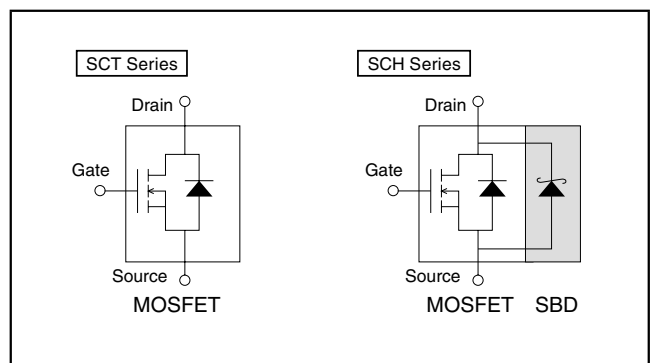 SCT Series
Drain
Gate
Source
MOSFET
SCH Series
Drain
Gate
Source
MOSFET SBD